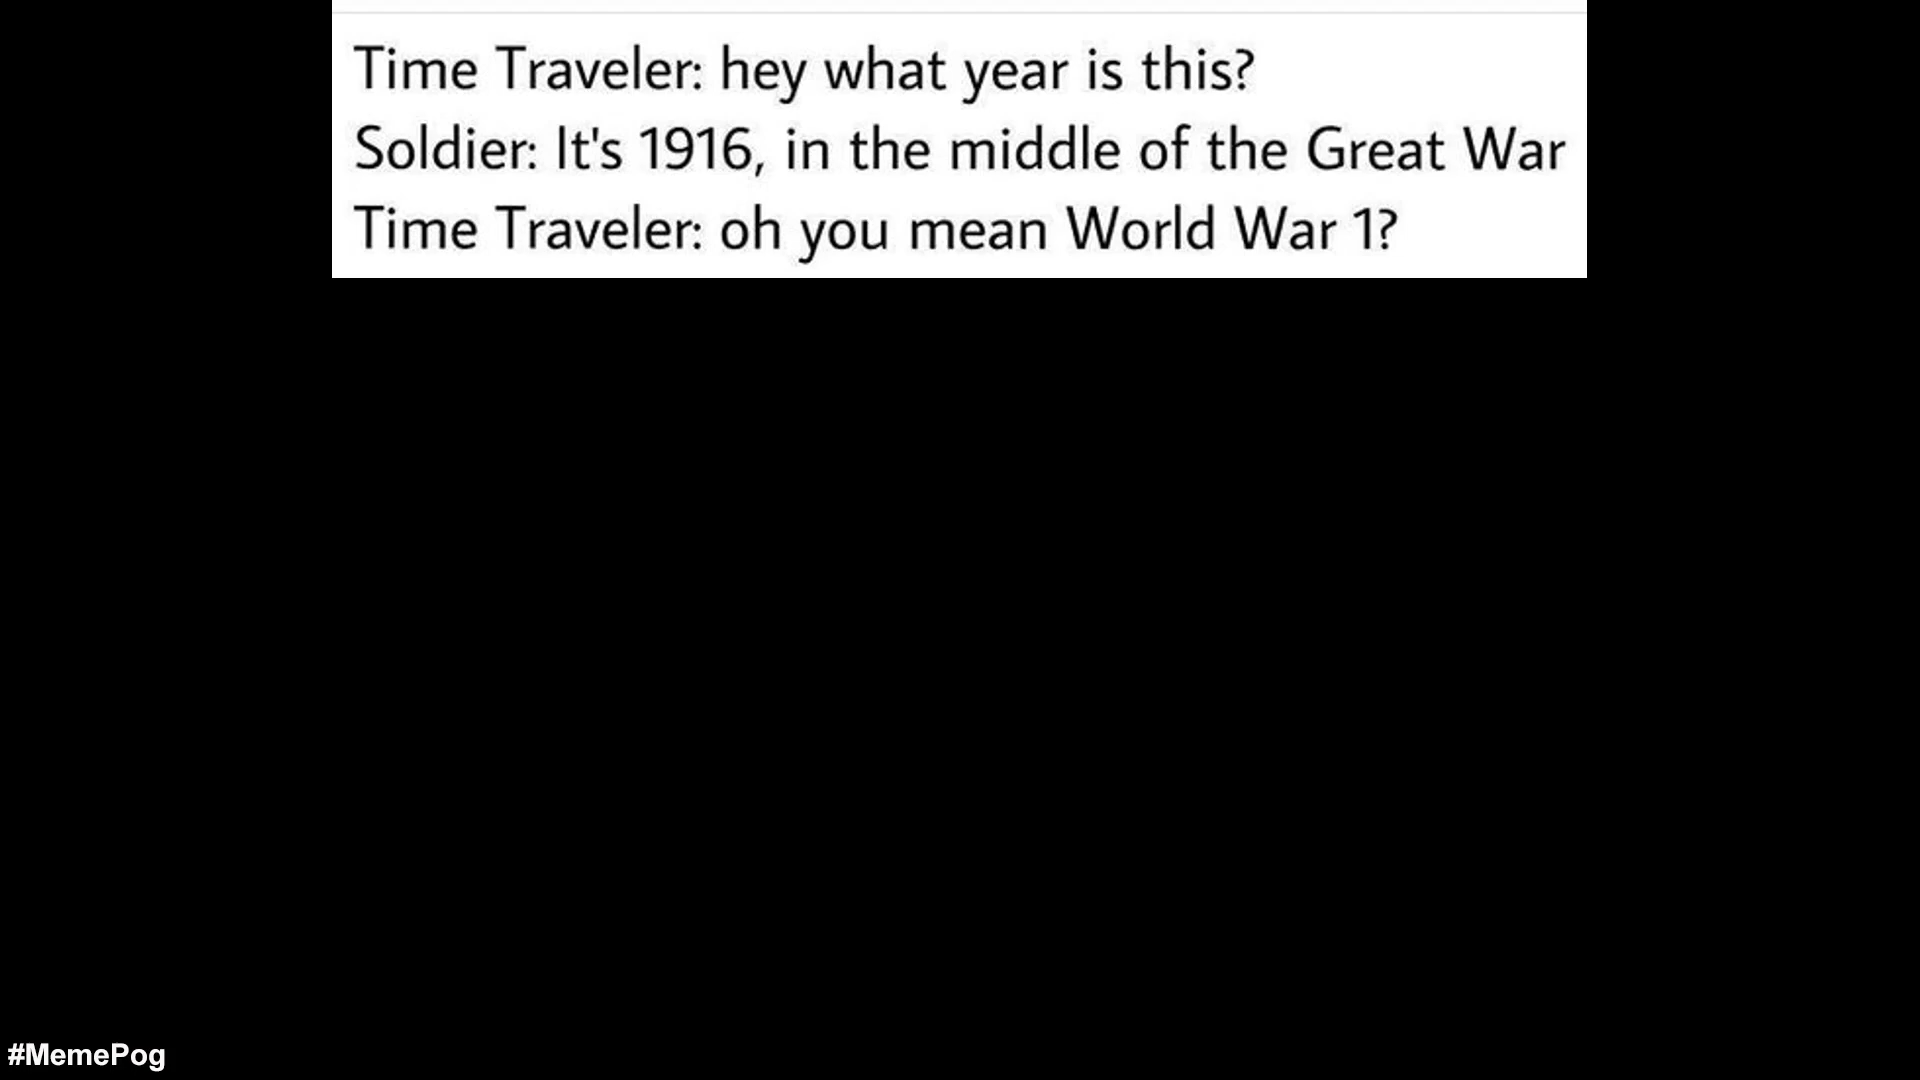 Time Traveler: hey what year is this?
Soldier: It's 1916, in the middle of the Great War
Time Traveler: oh you mean World War 1?
#MemePog